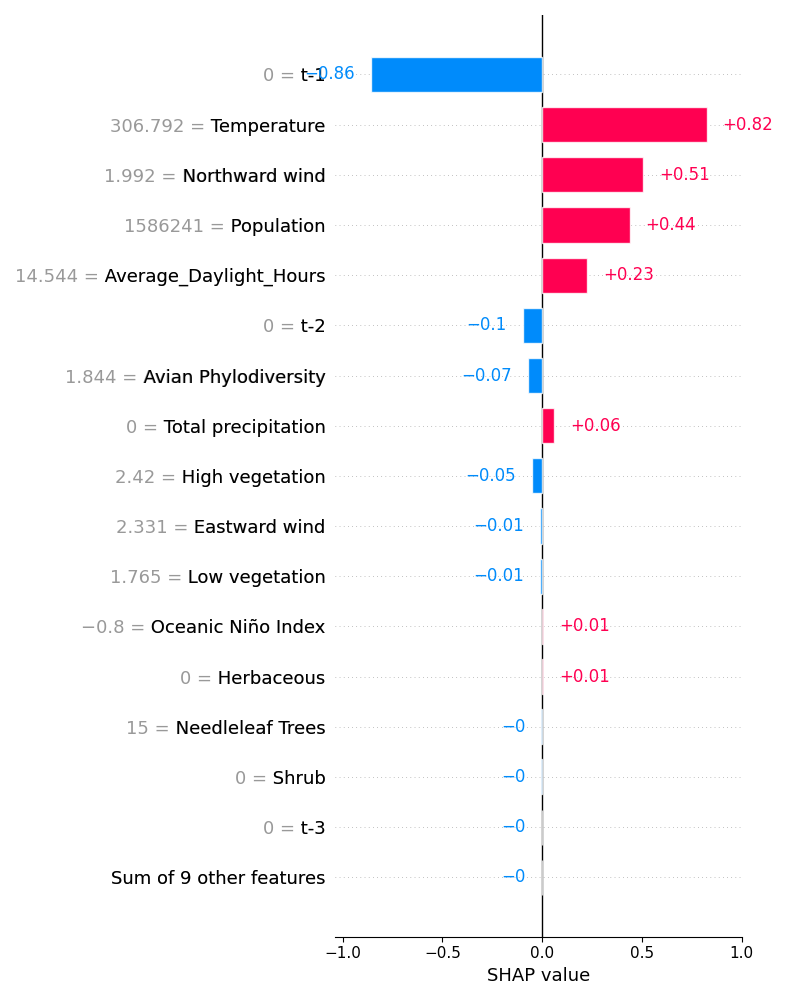 0 = t-1 −0.86
306.792 = Temperature +0.82
1.992 = Northward wind +0.51
1586241 = Population +0.44
14.544 = Average_Daylight_Hours +0.23
0 = t-2 −0.1
1.844 = Avian Phylodiversity −0.07
0 = Total precipitation +0.06
2.42 = High vegetation −0.05
2.331 = Eastward wind −0.01
1.765 = Low vegetation −0.01
−0.8 = Oceanic Niño Index +0.01
0 = Herbaceous +0.01
15 = Needleleaf Trees −0
0 = Shrub −0
0 = t-3 −0
Sum of 9 other features −0
−1.0 −0.5 0.0 0.5 1.0
SHAP value